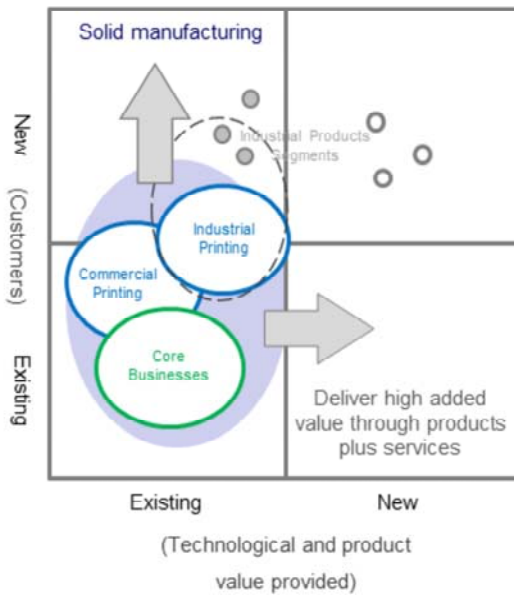 Solid manufacturing
Industrial Products
Segments
Industrial
Printing
Commercial
Printing
Core
Businesses
Deliver high added
value through products
plus services
New
(Customers)
Existing
Existing
New
(Technological and product
value provided)